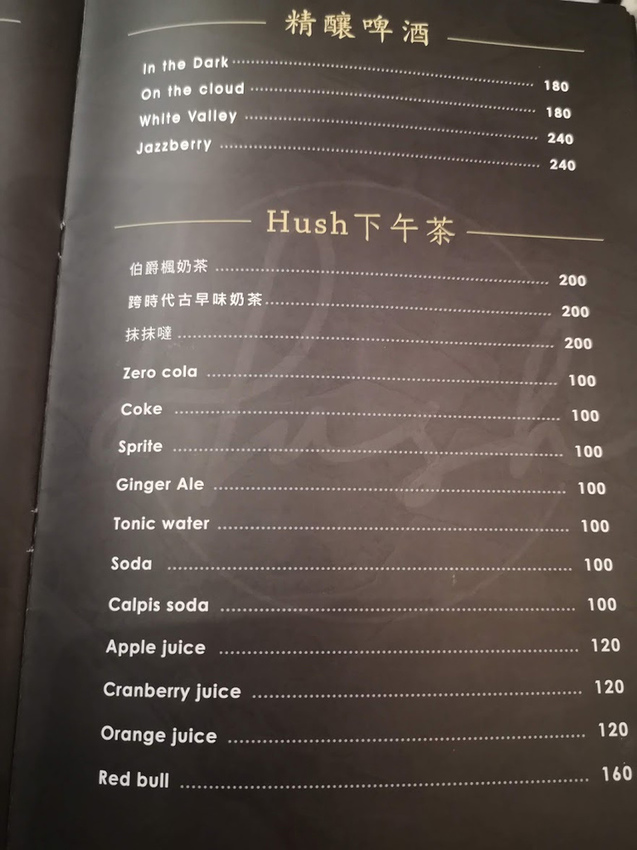 精釀啤酒
In the Dark 180
On the cloud 180
White Valley 240
Jazzberry 240
Hush下午茶
伯爵楓奶茶 200
跨時代古早味奶茶 200
抹抹噠 200
Zero cola 100
Coke 100
Sprite 100
Ginger Ale 100
Tonic water 100
Soda 100
Calpis soda 100
Apple juice 120
Cranberry juice 120
Orange juice 120
Red bull 160
Hush